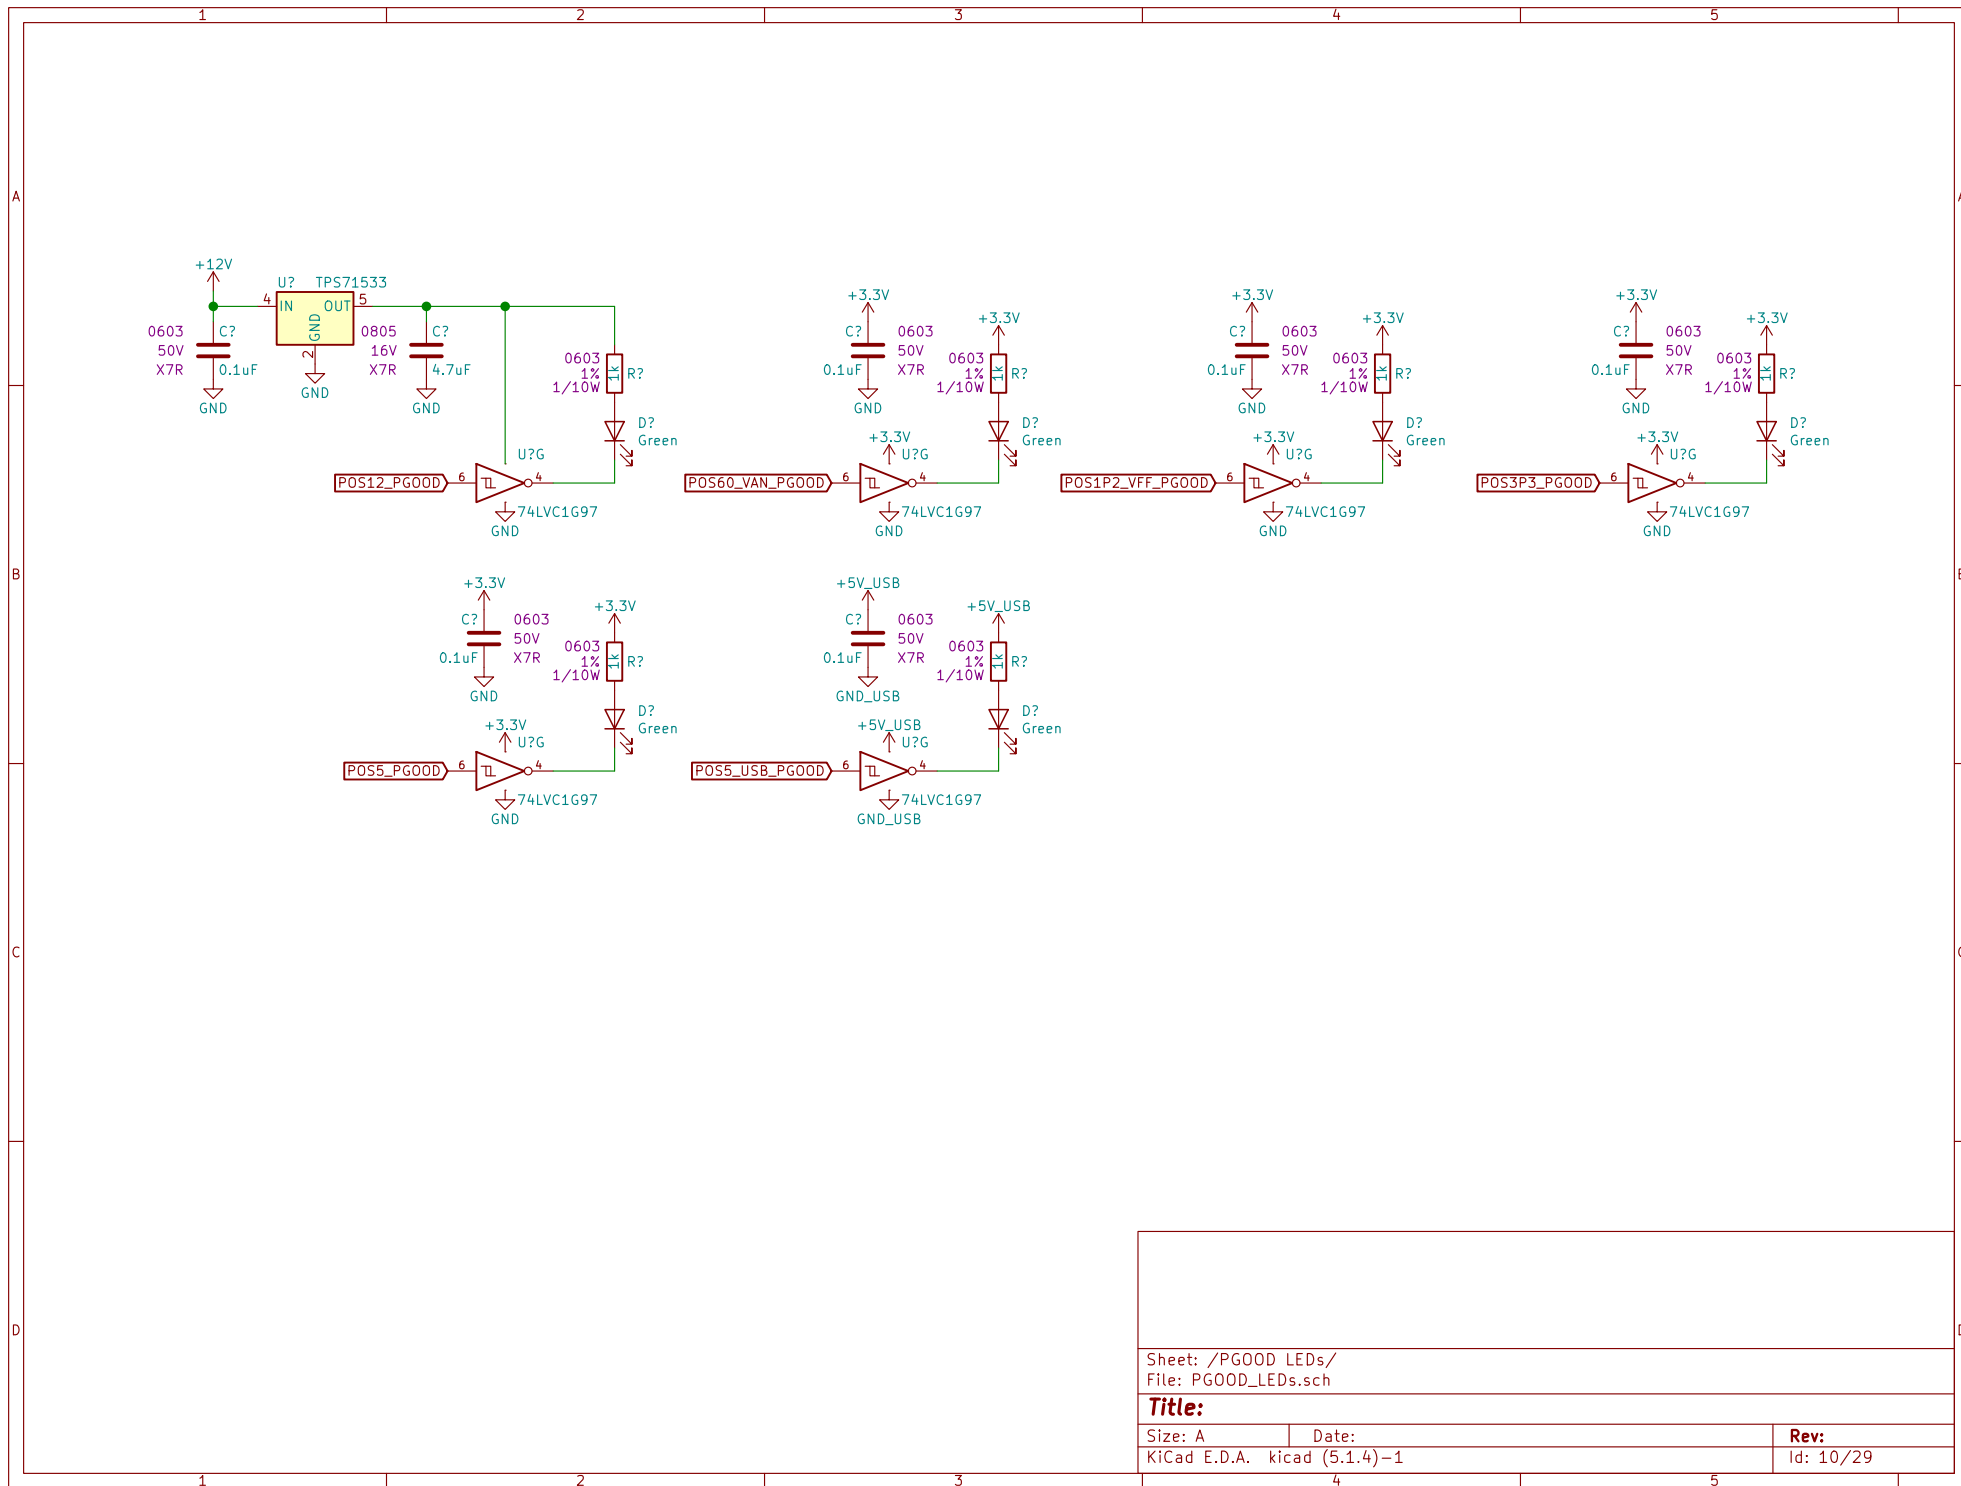 1 2 3 4 5
A
+12V
U? TPS71533
4 IN OUT 5
GND
2
0603 C?
50V
X7R 0.1uF
GND
GND
0805 C?
16V
X7R 4.7uF
GND
0603
1%
1/10W
1k R?
D?
Green
U?G
POS12_PGOOD 6 4
74LVC1G97
GND
+3.3V
C? 0603
50V
0.1uF X7R
GND
+3.3V
0603
1%
1/10W
1k R?
D?
Green
+3.3V
U?G
POS60_VAN_PGOOD 6 4
74LVC1G97
GND
+3.3V
C? 0603
50V
0.1uF X7R
GND
+3.3V
0603
1%
1/10W
1k R?
D?
Green
+3.3V
U?G
POS1P2_VFF_PGOOD 6 4
74LVC1G97
GND
+3.3V
C? 0603
50V
0.1uF X7R
GND
+3.3V
0603
1%
1/10W
1k R?
D?
Green
+3.3V
U?G
POS3P3_PGOOD 6 4
74LVC1G97
GND
B
+3.3V
C? 0603
50V
0.1uF X7R
GND
+3.3V
0603
1%
1/10W
1k R?
D?
Green
+3.3V
U?G
POS5_PGOOD 6 4
74LVC1G97
GND
+5V_USB
C? 0603
50V
0.1uF X7R
GND_USB
+5V_USB
0603
1%
1/10W
1k R?
D?
Green
+5V_USB
U?G
POS5_USB_PGOOD 6 4
74LVC1G97
GND_USB
C
D
Sheet: /PGOOD LEDs/
File: PGOOD_LEDs.sch
Title:
Size: A Date: Rev:
KiCad E.D.A. kicad (5.1.4)-1 Id: 10/29
1 2 3 4 5